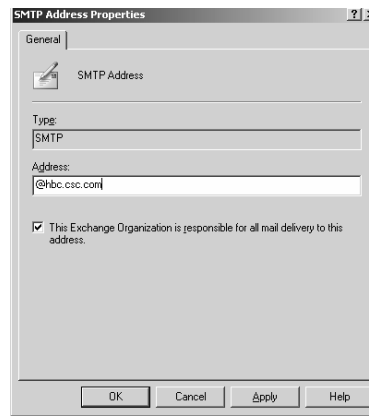 SMTP Address Properties
General
SMTP Address
Type:
SMTP
Address:
@hbc.csc.com
This Exchange Organization is responsible for all mail delivery to this
address.
OK Cancel Apply Help